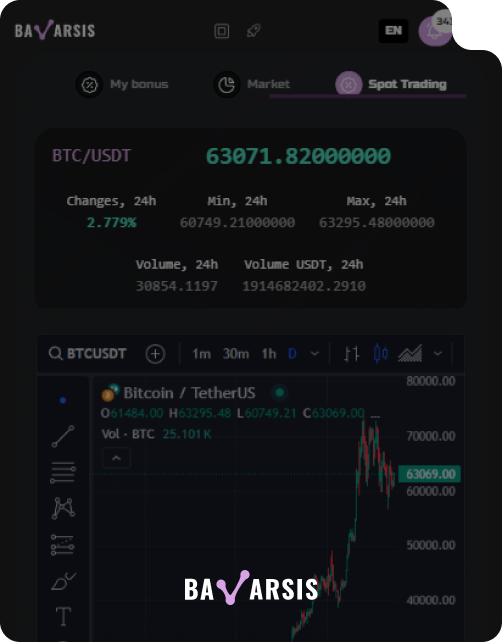 BAVARSIS
EN
34
My bonus
Market
Spot Trading
BTC/USDT
63071.82000000
Changes, 24h
Min, 24h
Max, 24h
2.779%
60749.21000000
63295.48000000
Volume, 24h
Volume USDT, 24h
30854.1197
1914682402.2910
BTCUSDT
1m 30m 1h D
Bitcoin / TetherUS
O61484.00 H63295.48 L60749.21 C63069.00 ...
Vol · BTC 25.101K
80000.00
70000.00
63069.00
60000.00
50000.00
40000.00
T
BAVARSIS